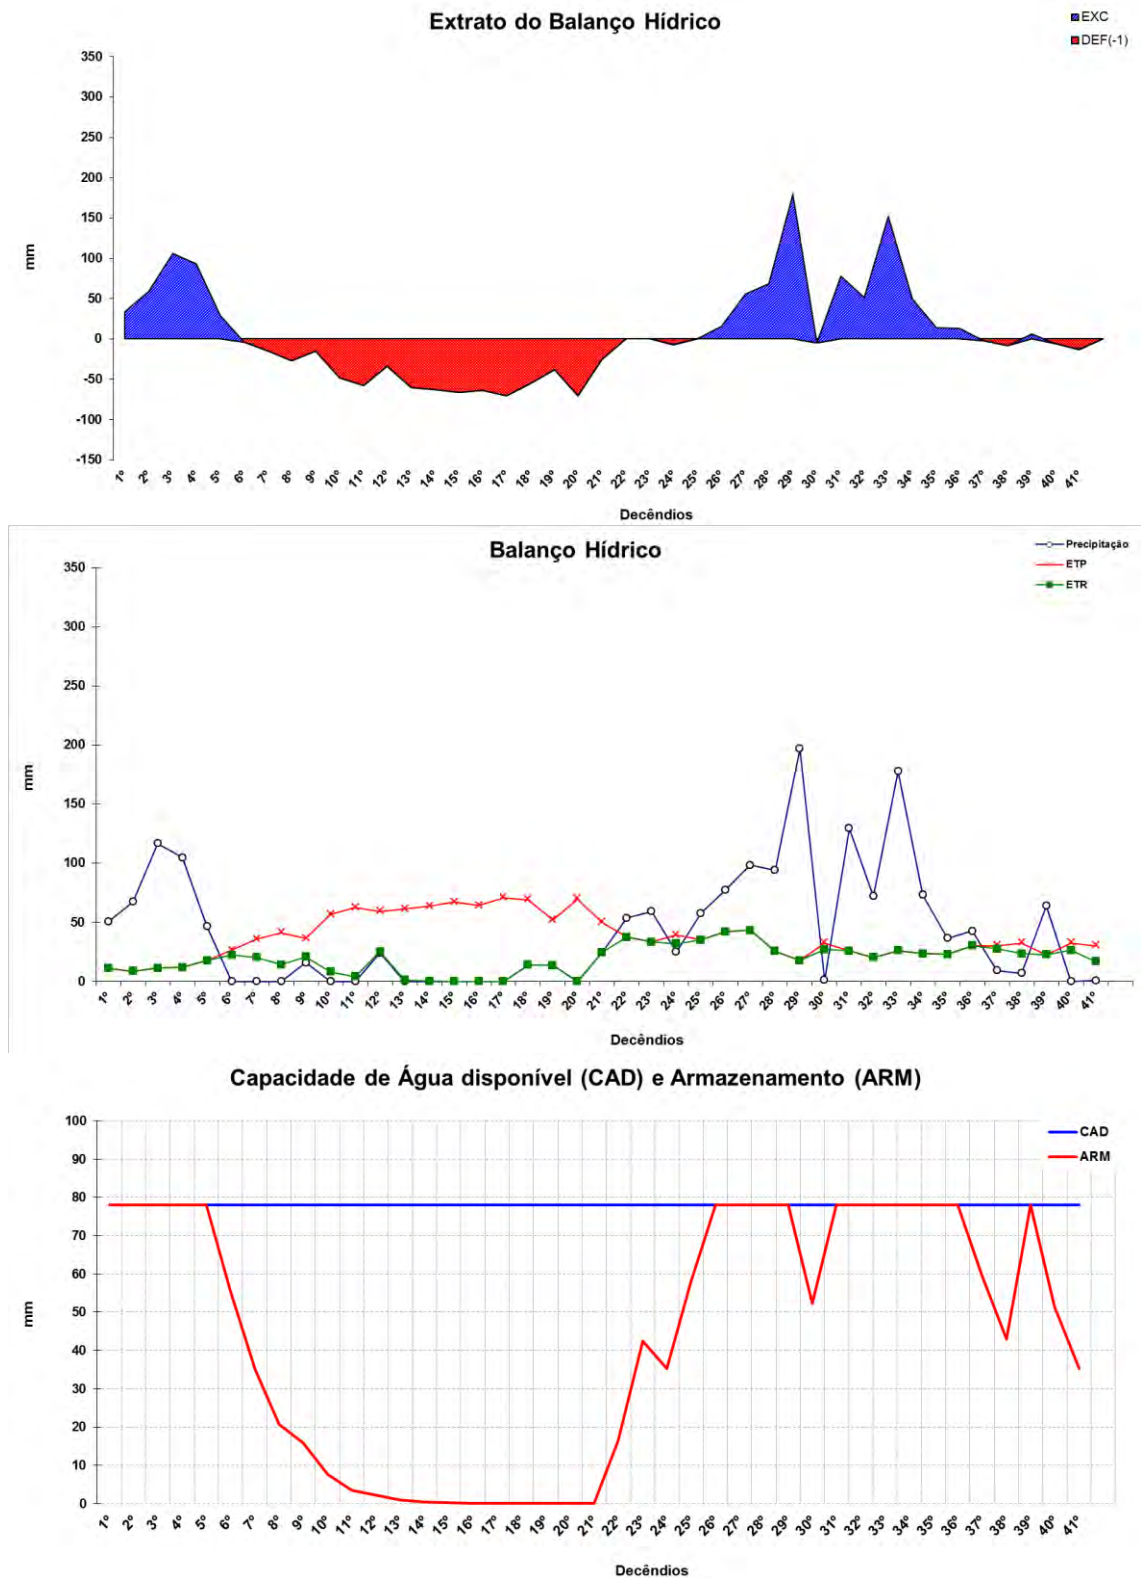 Extrato do Balanço Hídrico
EXC
DEF(-1)
350
300
250
200
150
100
50
0
-50
-100
-150
mm
1º 2º 3º 4º 5º 6º 7º 8º 9º 10º 11º 12º 13º 14º 15º 16º 17º 18º 19º 20º 21º 22º 23º 24º 25º 26º 27º 28º 29º 30º 31º 32º 33º 34º 35º 36º 37º 38º 39º 40º 41º
Decêndios
Balanço Hídrico
Precipitação
ETP
ETR
350
300
250
200
150
100
50
0
mm
1º 2º 3º 4º 5º 6º 7º 8º 9º 10º 11º 12º 13º 14º 15º 16º 17º 18º 19º 20º 21º 22º 23º 24º 25º 26º 27º 28º 29º 30º 31º 32º 33º 34º 35º 36º 37º 38º 39º 40º 41º
Decêndios
Capacidade de Água disponível (CAD) e Armazenamento (ARM)
CAD
ARM
100
90
80
70
60
50
40
30
20
10
0
mm
1º 2º 3º 4º 5º 6º 7º 8º 9º 10º 11º 12º 13º 14º 15º 16º 17º 18º 19º 20º 21º 22º 23º 24º 25º 26º 27º 28º 29º 30º 31º 32º 33º 34º 35º 36º 37º 38º 39º 40º 41º
Decêndios